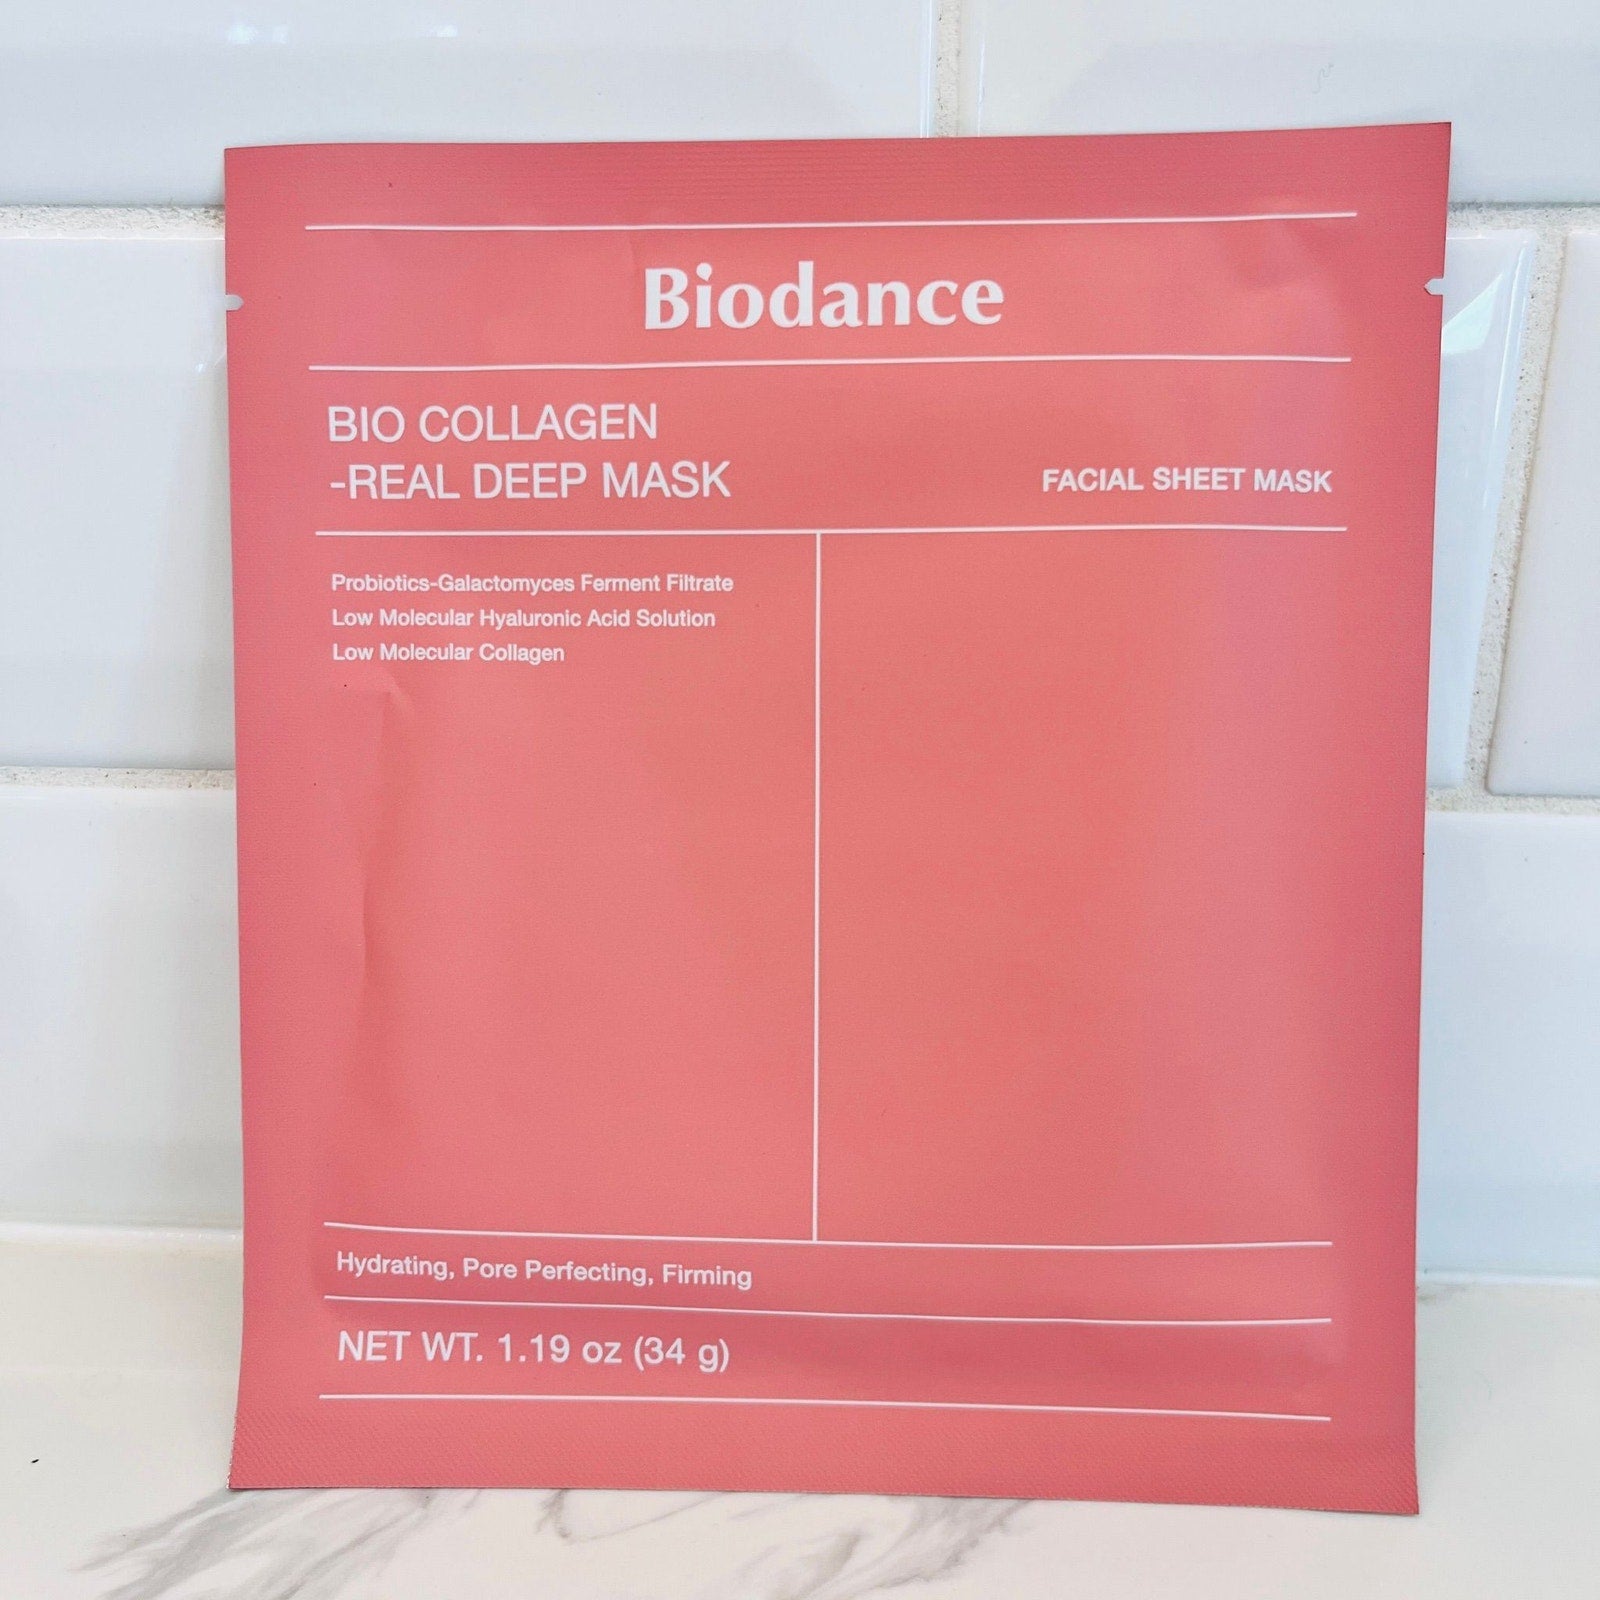 Biodance
BIO COLLAGEN
-REAL DEEP MASK
FACIAL SHEET MASK
Probiotics-Galactomyces Ferment Filtrate
Low Molecular Hyaluronic Acid Solution
Low Molecular Collagen
Hydrating, Pore Perfecting, Firming
NET WT. 1.19 oz (34 g)